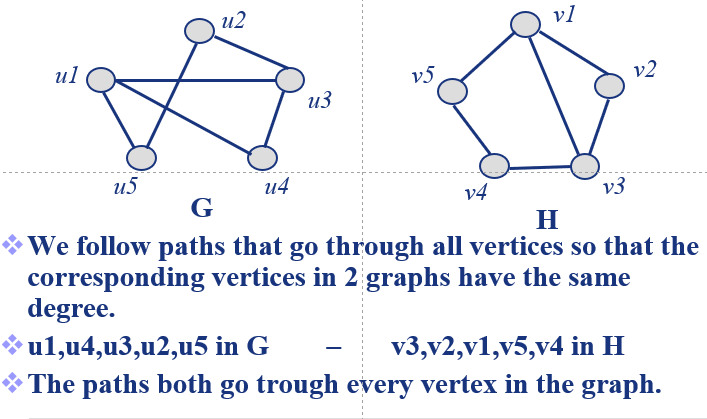 u2
u1
u3
u5
u4
G
v1
v5
v2
v4
v3
H
We follow paths that go through all vertices so that the
corresponding vertices in 2 graphs have the same
degree.
u1,u4,u3,u2,u5 in G – v3,v2,v1,v5,v4 in H
The paths both go trough every vertex in the graph.